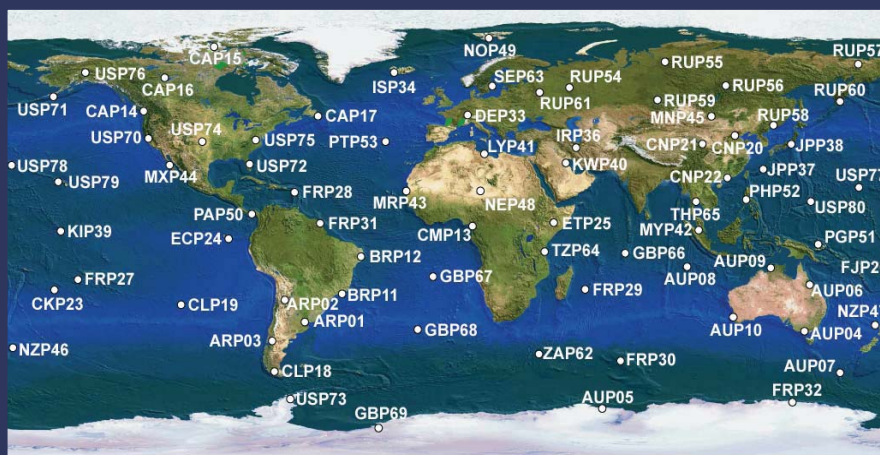 NOP49
RUP57
CAP15
USP76
CAP16
ISP34
SEP63
RUP54
RUP55
RUP56
RUP60
USP71
CAP14
CAP17
RUP61
RUP59
MNP45
DEP33
RUP58
USP70
USP74
USP75
PTP53
IRP36
CNP21
CNP20
JPP38
LYP41
USP78
MXP44
USP72
KWP40
CNP22
JPP37
USP79
FRP28
MRP43
NEP48
PHP52
THP65
USP80
PAP50
FRP31
CMP13
ETP25
MYP42
KIP39
ECP24
PGP51
BRP12
TZP64
GBP66
AUP09
GBP67
AUP08
FRP27
FRP29
AUP06
CKP23
CLP19
ARP02
BRP11
ARP01
GBP68
AUP10
AUP04
ARP03
NZP46
ZAP62
FRP30
AUP07
CLP18
USP73
AUP05
FRP32
GBP69